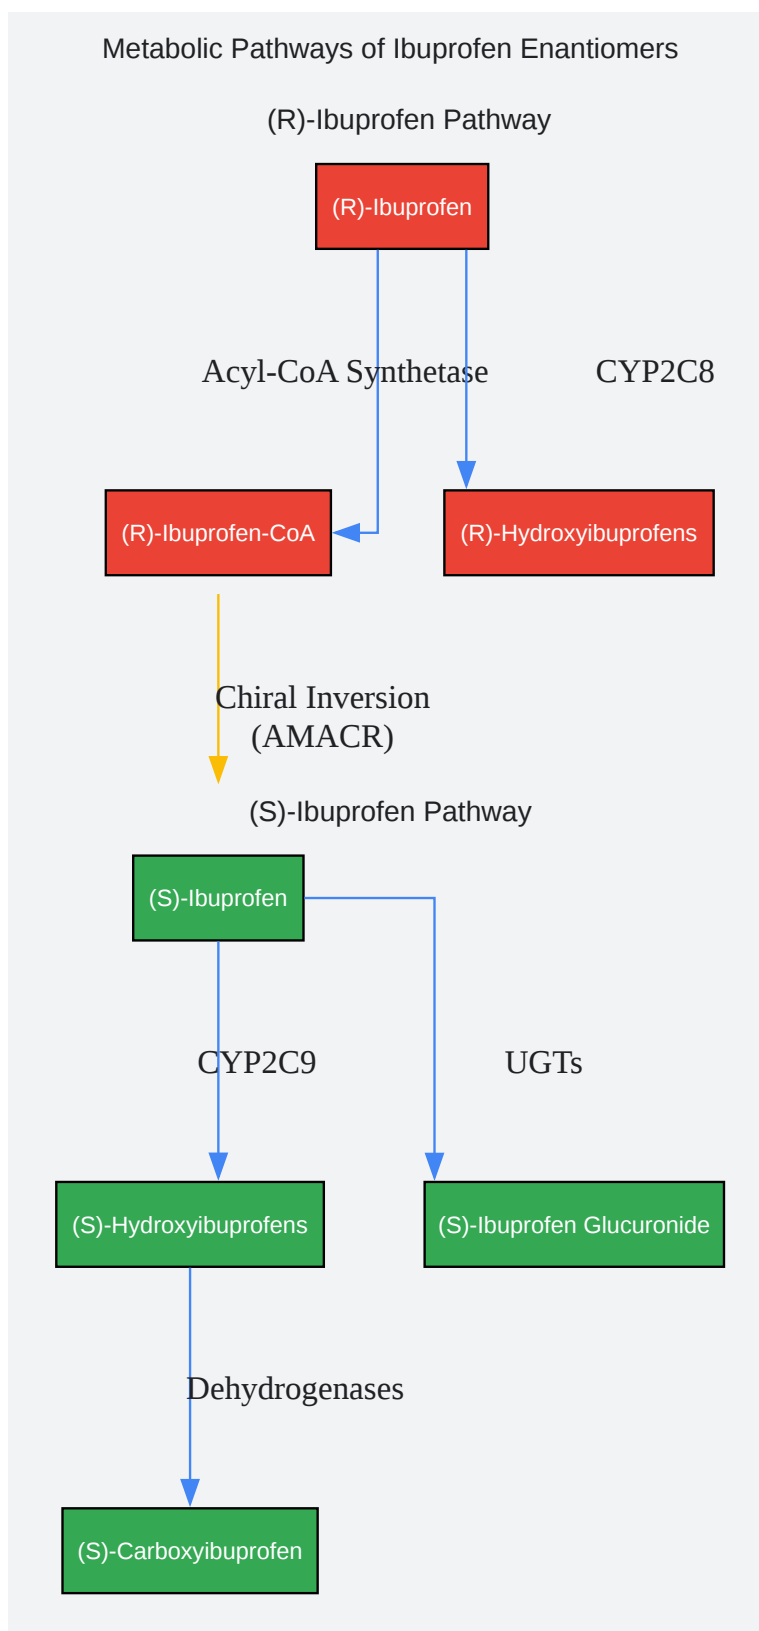 Metabolic Pathways of Ibuprofen Enantiomers
(R)-Ibuprofen Pathway
(R)-Ibuprofen
Acyl-CoA Synthetase
CYP2C8
(R)-Ibuprofen-CoA
(R)-Hydroxyibuprofens
Chiral Inversion
(AMACR)
(S)-Ibuprofen Pathway
(S)-Ibuprofen
CYP2C9
UGTs
(S)-Hydroxyibuprofens
(S)-Ibuprofen Glucuronide
Dehydrogenases
(S)-Carboxyibuprofen